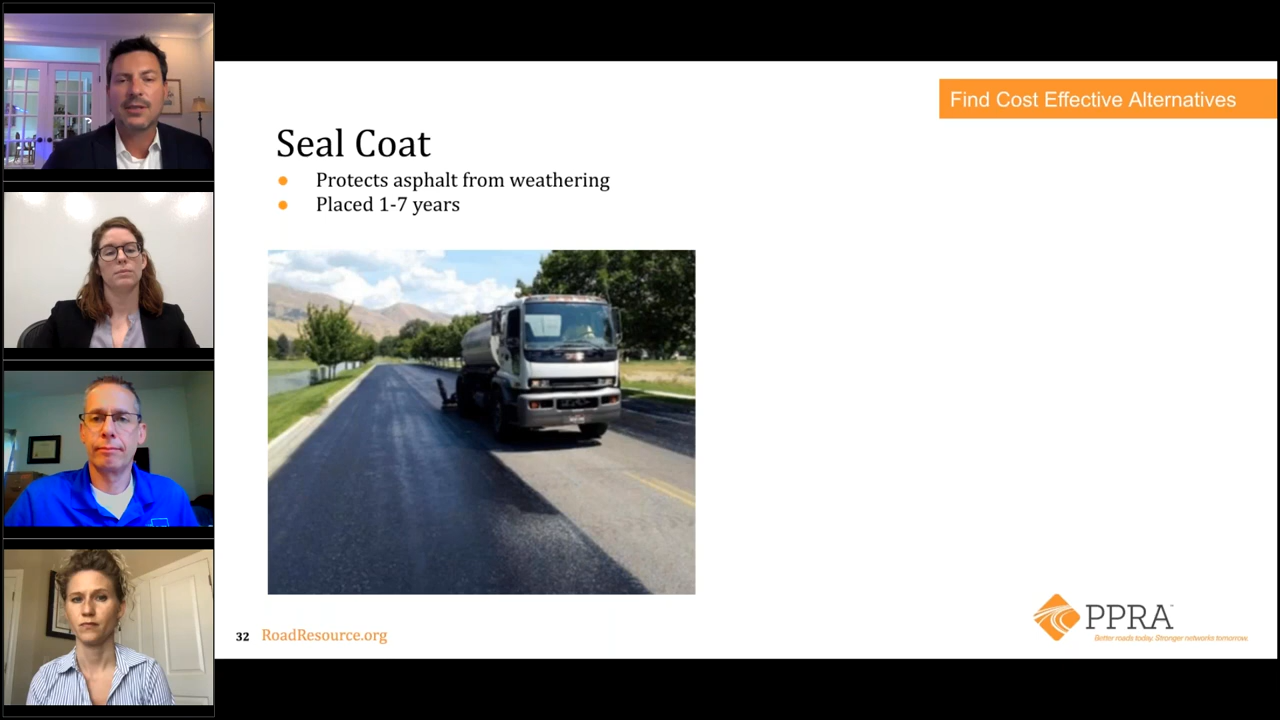 Find Cost Effective Alternatives
Seal Coat
Protects asphalt from weathering
Placed 1-7 years
32 RoadResource.org
PPRA
Better roads today. Stronger networks tomorrow.